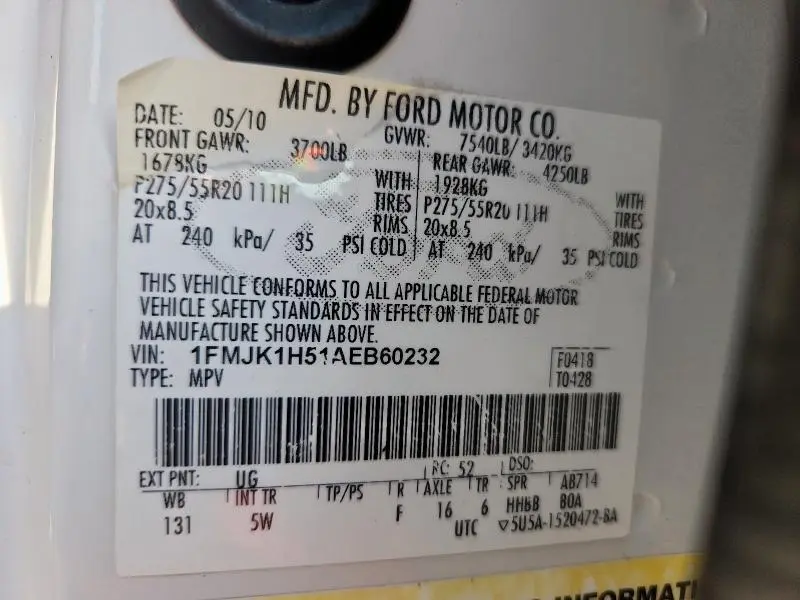 MFD. BY FORD MOTOR CO.
DATE: 05/10 GVWR: 7540LB/ 3420KG
FRONT GAWR: 3700LB REAR GAWR: 4250LB
1678KG WITH 1928KG WITH
P275/55R20 111H TIRES P275/55R20 111H TIRES
20x8.5 RIMS 20x8.5 RIMS
AT 240 kPa/ 35 PSI COLD AT 240 kPa/ 35 PSI COLD
THIS VEHICLE CONFORMS TO ALL APPLICABLE FEDERAL MOTOR
VEHICLE SAFETY STANDARDS IN EFFECT ON THE DATE OF
MANUFACTURE SHOWN ABOVE.
VIN: 1FMJK1H51AEB60232 F0418
TYPE: MPV T0428
EXT PNT: UG RC: 52 DSO:
WB INT TR TP/PS R AXLE TR SPR AB714
131 5W F 16 6 HHBB BOA
UTC ▽5U5A-1520472-BA
INFORMATI